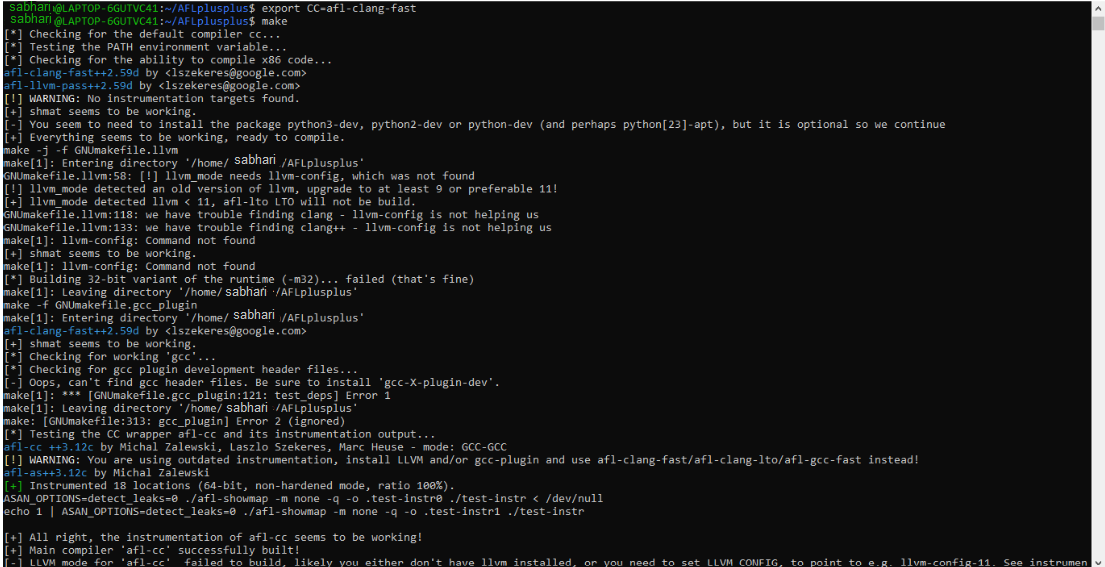 sabhari@LAPTOP-6GUTVC41:~/AFLplusplus$ export CC=afl-clang-fast
sabhari@LAPTOP-6GUTVC41:~/AFLplusplus$ make
[*] Checking for the default compiler cc...
[*] Testing the PATH environment variable...
[*] Checking for the ability to compile x86 code...
afl-clang-fast++2.59d by <lszekeres@google.com>
afl-llvm-pass++2.59d by <lszekeres@google.com>
[!] WARNING: No instrumentation targets found.
[+] shmat seems to be working.
[-] You seem to need to install the package python3-dev, python2-dev or python-dev (and perhaps python[23]-apt), but it is optional so we continue
[+] Everything seems to be working, ready to compile.
make -j -f GNUmakefile.llvm
make[1]: Entering directory '/home/ sabhari /AFLplusplus'
GNUmakefile.llvm:58: [!] llvm_mode needs llvm-config, which was not found
[!] llvm_mode detected an old version of llvm, upgrade to at least 9 or preferable 11!
[+] llvm_mode detected llvm < 11, afl-lto LTO will not be build.
GNUmakefile.llvm:118: we have trouble finding clang - llvm-config is not helping us
GNUmakefile.llvm:133: we have trouble finding clang++ - llvm-config is not helping us
make[1]: llvm-config: Command not found
[+] shmat seems to be working.
make[1]: llvm-config: Command not found
[*] Building 32-bit variant of the runtime (-m32)... failed (that's fine)
make[1]: Leaving directory '/home/ sabhari /AFLplusplus'
make -f GNUmakefile.gcc_plugin
make[1]: Entering directory '/home/ sabhari /AFLplusplus'
afl-clang-fast++2.59d by <lszekeres@google.com>
[+] shmat seems to be working.
[*] Checking for working 'gcc'...
[*] Checking for gcc plugin development header files...
[-] Oops, can't find gcc header files. Be sure to install 'gcc-X-plugin-dev'.
make[1]: *** [GNUmakefile.gcc_plugin:121: test_deps] Error 1
make[1]: Leaving directory '/home/ sabhari /AFLplusplus'
make: [GNUmakefile:313: gcc_plugin] Error 2 (ignored)
[*] Testing the CC wrapper afl-cc and its instrumentation output...
afl-cc ++3.12c by Michal Zalewski, Laszlo Szekeres, Marc Heuse - mode: GCC-GCC
[!] WARNING: You are using outdated instrumentation, install LLVM and/or gcc-plugin and use afl-clang-fast/afl-clang-lto/afl-gcc-fast instead!
afl-as++3.12c by Michal Zalewski
[+] Instrumented 18 locations (64-bit, non-hardened mode, ratio 100%).
ASAN_OPTIONS=detect_leaks=0 ./afl-showmap -m none -q -o .test-instr0 ./test-instr < /dev/null
echo 1 | ASAN_OPTIONS=detect_leaks=0 ./afl-showmap -m none -q -o .test-instr1 ./test-instr
[+] All right, the instrumentation of afl-cc seems to be working!
[+] Main compiler 'afl-cc' successfully built!
[-] LLVM mode for 'afl-cc'  failed to build, likely you either don't have llvm installed, or you need to set LLVM_CONFIG, to point to e.g. llvm-config-11. See instrumen